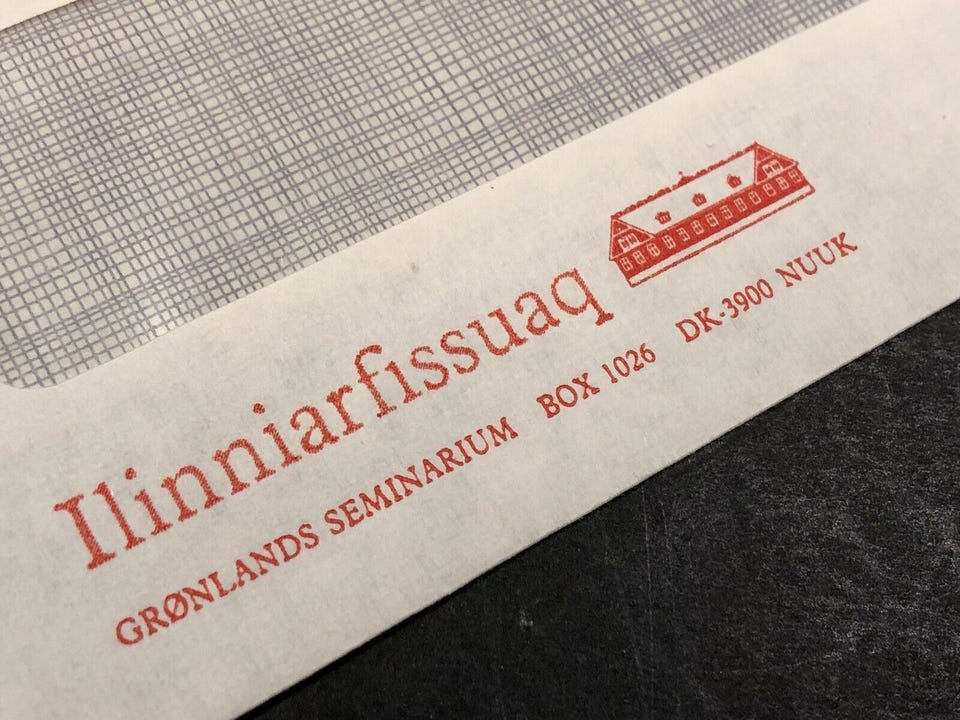 Ilinniarfissuaq
GRØNLANDS SEMINARIUM BOX 1026 DK-3900 NUUK